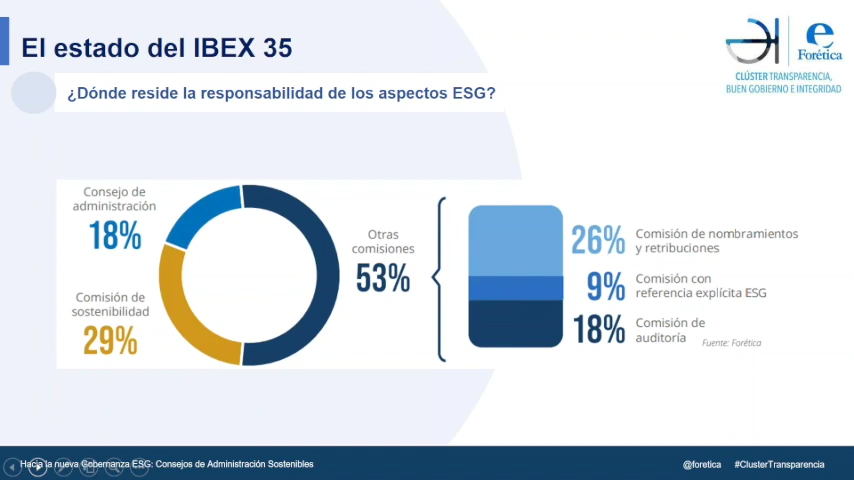 El estado del IBEX 35
¿Dónde reside la responsabilidad de los aspectos ESG?
e
Forética
CLÚSTER TRANSPARENCIA,
BUEN GOBIERNO E INTEGRIDAD
Consejo de
administración
18%
Comisión de
sostenibilidad
29%
Otras
comisiones
53%
26%
Comisión de nombramientos
y retribuciones
9%
Comisión con
referencia explícita ESG
18%
Comisión de
auditoría
Fuente: Forética
Hacia la nueva Gobernanza ESG: Consejos de Administración Sostenibles
@foretica
#ClusterTransparencia